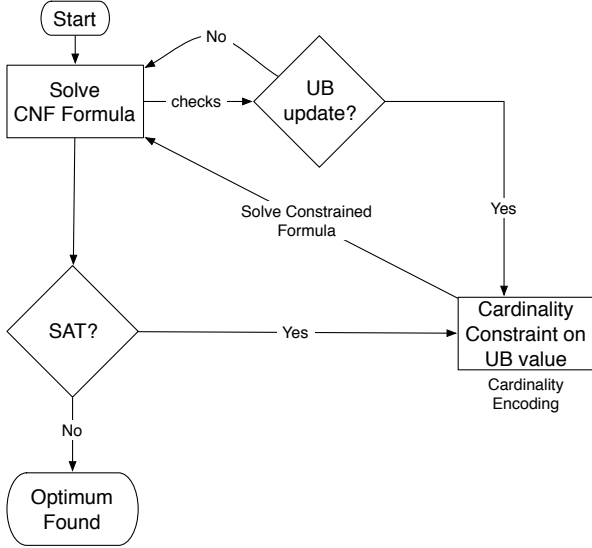 Start
No
Solve
CNF Formula
checks
UB
update?
Solve Constrained
Formula
Yes
SAT?
Yes
Cardinality
Constraint on
UB value
Cardinality
Encoding
No
Optimum
Found